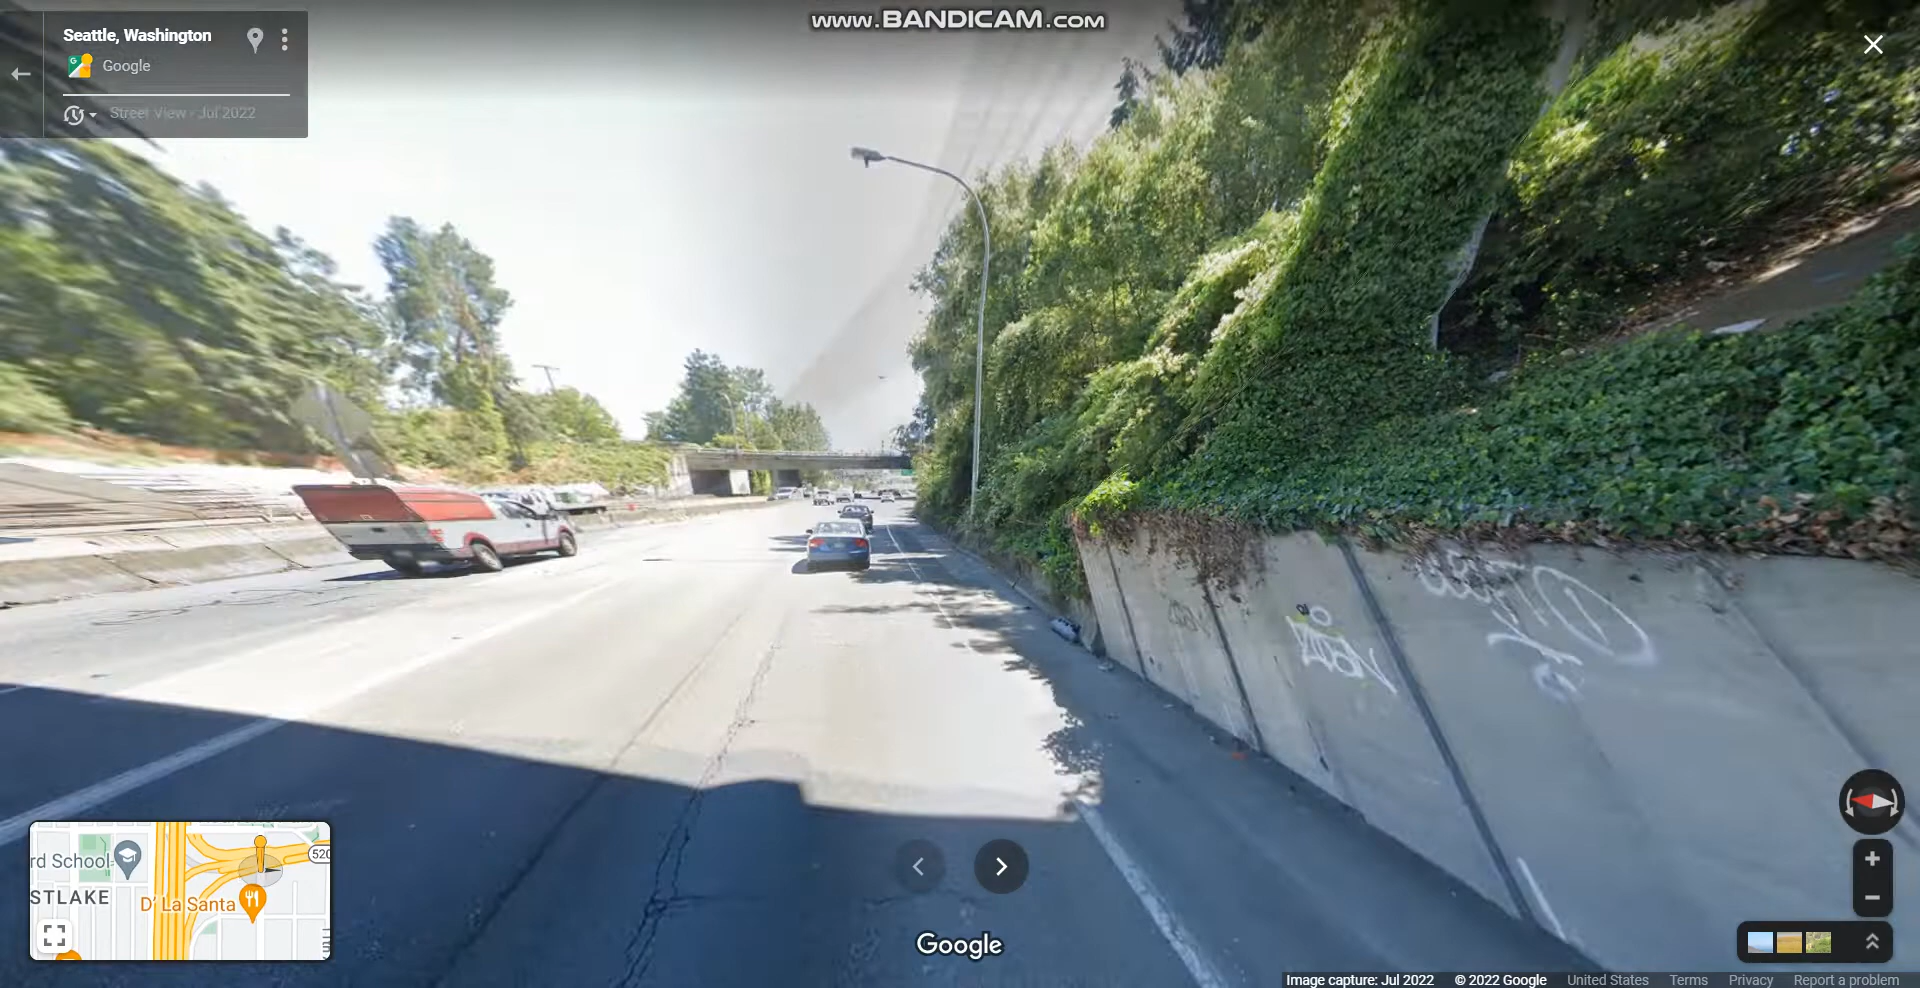 www.BANDICAM.com
Seattle, Washington
Google
Street View - Jul 2022
rd School
520
STLAKE
D' La Santa
Google
Image capture: Jul 2022 © 2022 Google United States Terms Privacy Report a problem